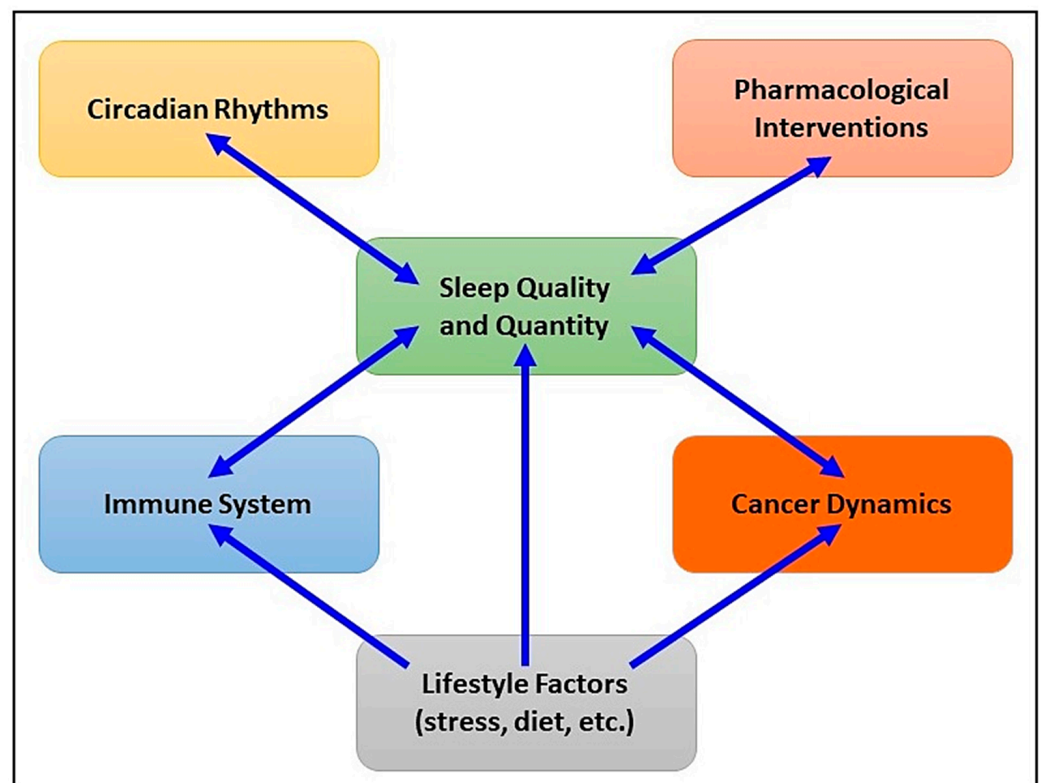 Circadian Rhythms
Pharmacological
Interventions
Sleep Quality
and Quantity
Immune System
Cancer Dynamics
Lifestyle Factors
(stress, diet, etc.)